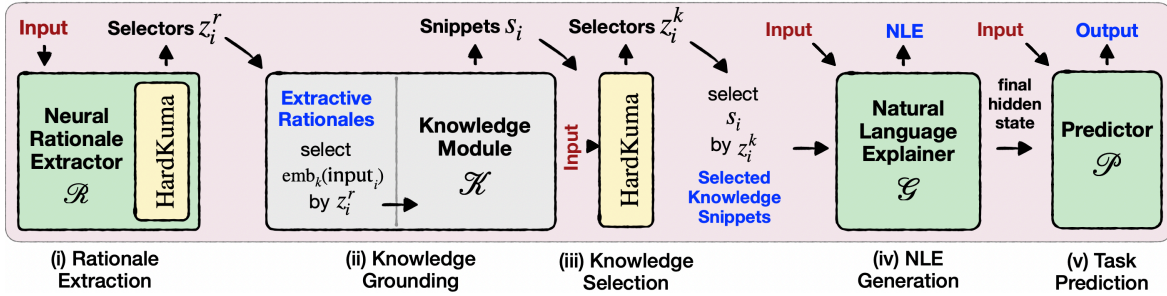 Input
Selectors z_i^r
Neural
Rationale
Extractor
ℛ
HardKuma
(i) Rationale
Extraction
Extractive
Rationales
select
emb_k(input_i)
by z_i^r
Snippets s_i
Knowledge
Module
𝒦
(ii) Knowledge
Grounding
Input
Selectors z_i^k
HardKuma
(iii) Knowledge
Selection
select
s_i
by z_i^k
Selected
Knowledge
Snippets
Input
NLE
Natural
Language
Explainer
𝒢
(iv) NLE
Generation
final
hidden
state
Input
Output
Predictor
𝒫
(v) Task
Prediction